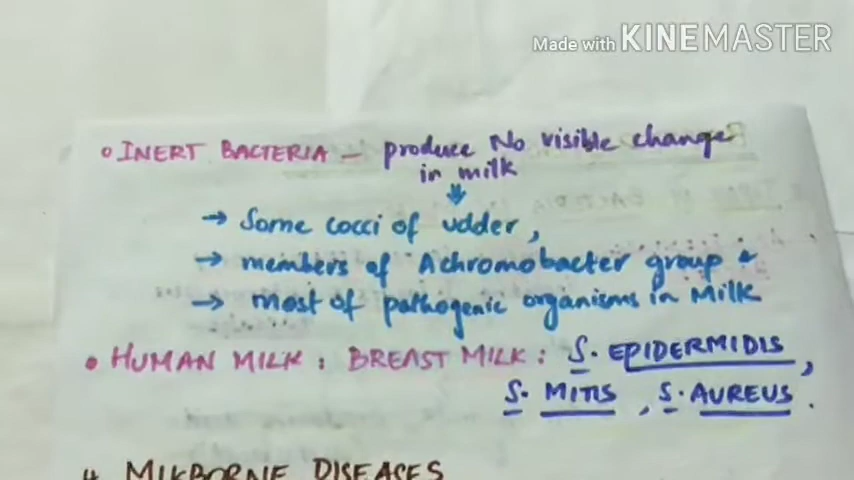 Made with KINEMASTER
• INERT BACTERIA – produce No visible change
in milk
→ Some cocci of udder,
→ members of Achromobacter group &
→ most of pathogenic organisms in Milk
• HUMAN MILK : BREAST MILK : S. EPIDERMIDIS,
S. MITIS, S. AUREUS.
4 MILKBORNE DISEASES